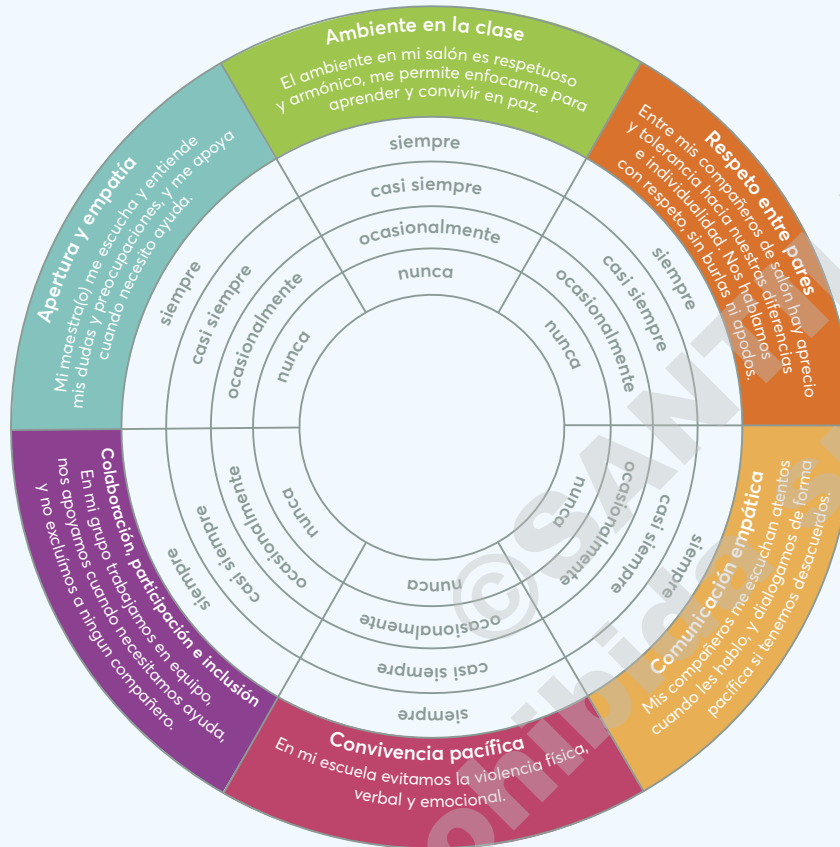 Ambiente en la clase
El ambiente en mi salón es respetuoso
y armónico, me permite enfocarme para
aprender y convivir en paz.
siempre
casi siempre
ocasionalmente
nunca
Respeto entre pares
Entre mis compañeros de salón hay aprecio
y tolerancia hacia nuestras diferencias
e individualidad. Nos hablamos
con respeto, sin burlas ni apodos.
siempre
casi siempre
ocasionalmente
nunca
Comunicación empática
Mis compañeros me escuchan atentos
cuando les hablo, y dialogamos de forma
pacífica si tenemos desacuerdos.
siempre
casi siempre
ocasionalmente
nunca
Convivencia pacífica
En mi escuela evitamos la violencia física,
verbal y emocional.
siempre
casi siempre
ocasionalmente
nunca
Colaboración, participación e inclusión
En mi grupo trabajamos en equipo,
nos apoyamos cuando necesitamos ayuda,
y no excluímos a ningun compañero.
siempre
casi siempre
ocasionalmente
nunca
Apertura y empatía
Mi maestra(o) me escucha y entiende
mis dudas y preocupaciones, y me apoya
cuando necesito ayuda.
siempre
casi siempre
ocasionalmente
nunca
©SANTI